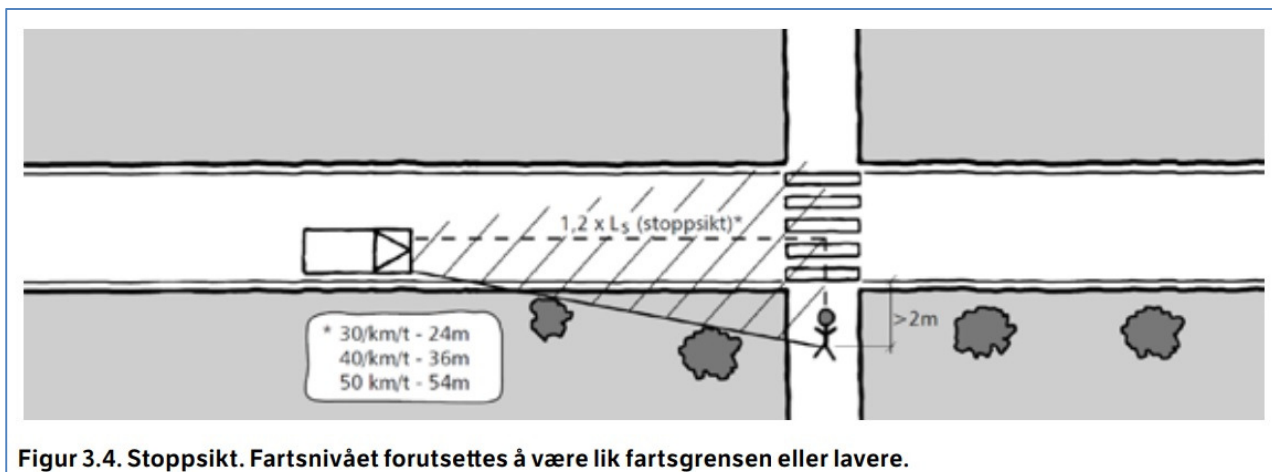 1,2 x Ls (stoppsikt)*
>2m
* 30/km/t - 24m
40/km/t - 36m
50 km/t - 54m
Figur 3.4. Stoppsikt. Fartsnivået forutsettes å være lik fartsgrensen eller lavere.